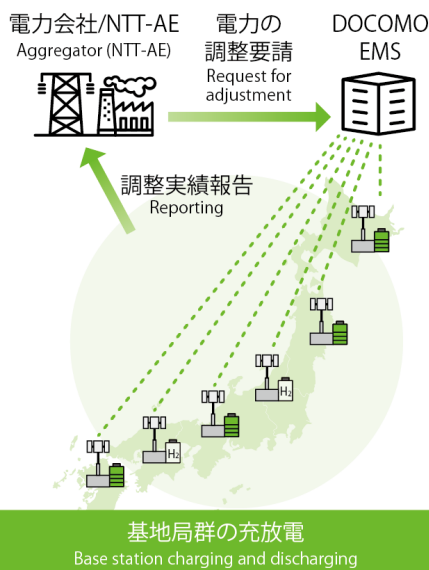 電力会社/NTT-AE
Aggregator (NTT-AE)
電力の
調整要請
Request for
adjustment
DOCOMO
EMS
調整実績報告
Reporting
H₂
H₂
基地局群の充放電
Base station charging and discharging